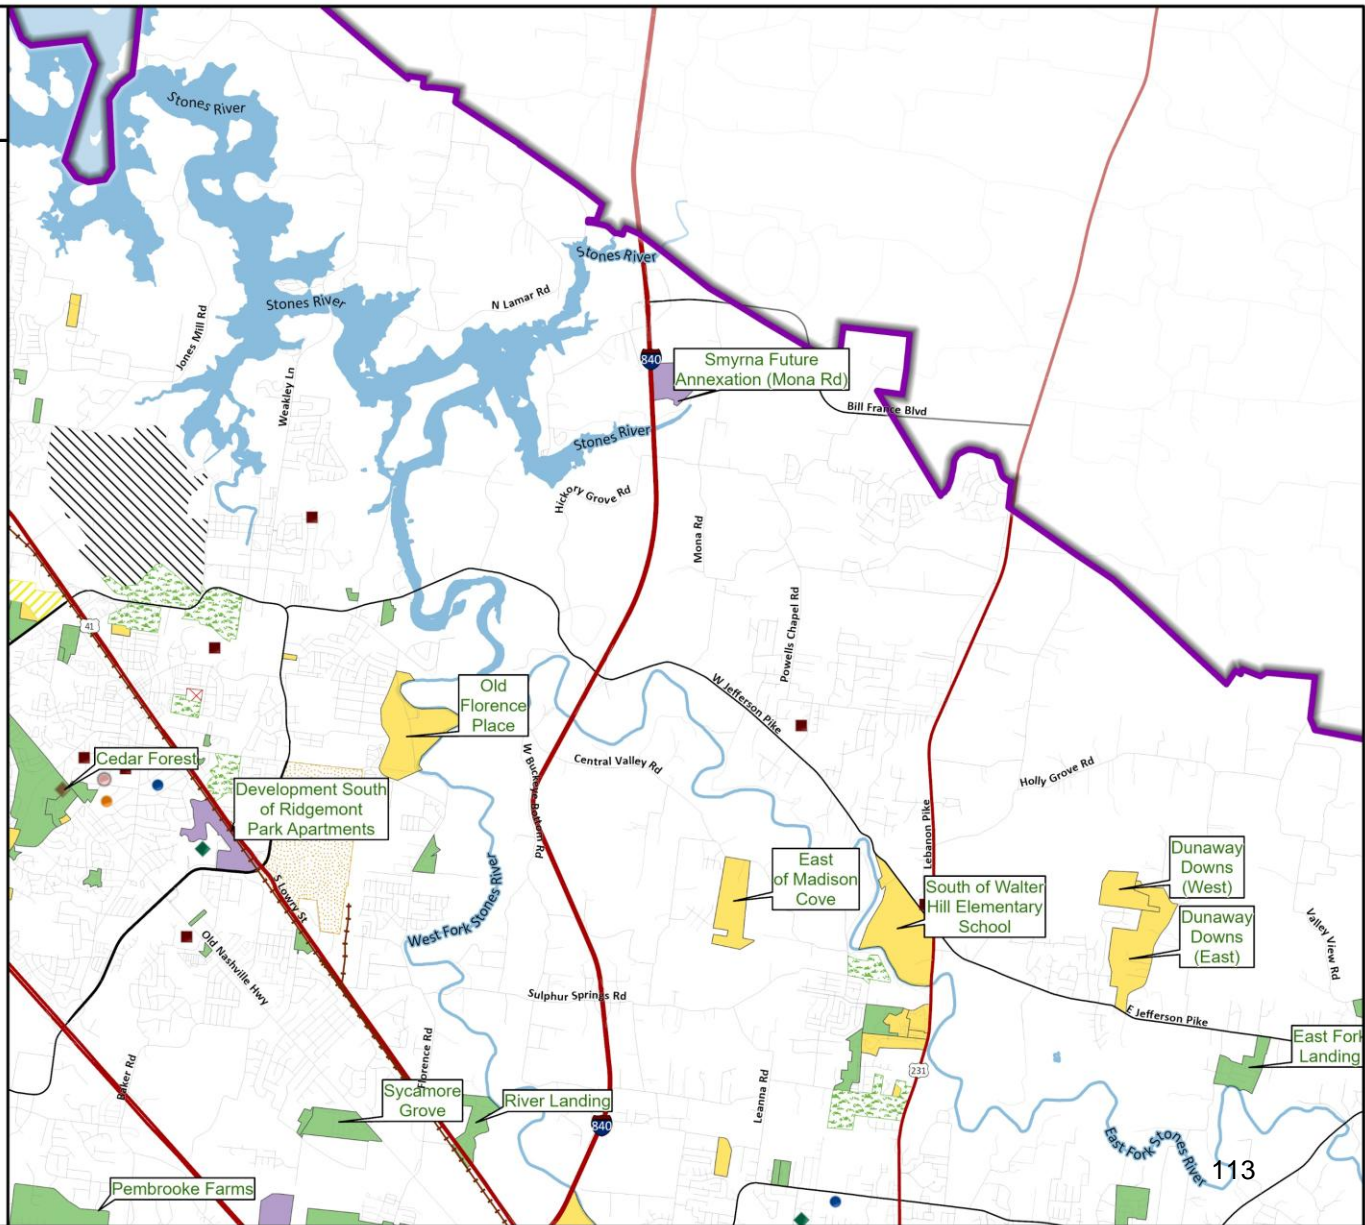 Stones River
Stones River
N Lamar Rd
Stones River
Jones Mill Rd
840
Smyrna Future
Annexation (Mona Rd)
Weakley Ln
Bill France Blvd
Stones River
Hickory Grove Rd
Mona Rd
41
Powells Chapel Rd
W Jefferson Pike
Old
Florence
Place
Cedar Forest
W Buckeye Bottom Rd
Central Valley Rd
Holly Grove Rd
Development South
of Ridgemont
Park Apartments
Lebanon Pike
East
of Madison
Cove
South of Walter
Hill Elementary
School
Dunaway
Downs
(West)
Dunaway
Downs
(East)
Valley View Rd
S Lowry St
West Fork Stones River
Old Nashville Hwy
Sulphur Springs Rd
E Jefferson Pike
East Fork
Landing
Baker Rd
Florence Rd
Sycamore
Grove
River Landing
840
Leanna Rd
231
East Fork Stones River
113
Pembrooke Farms